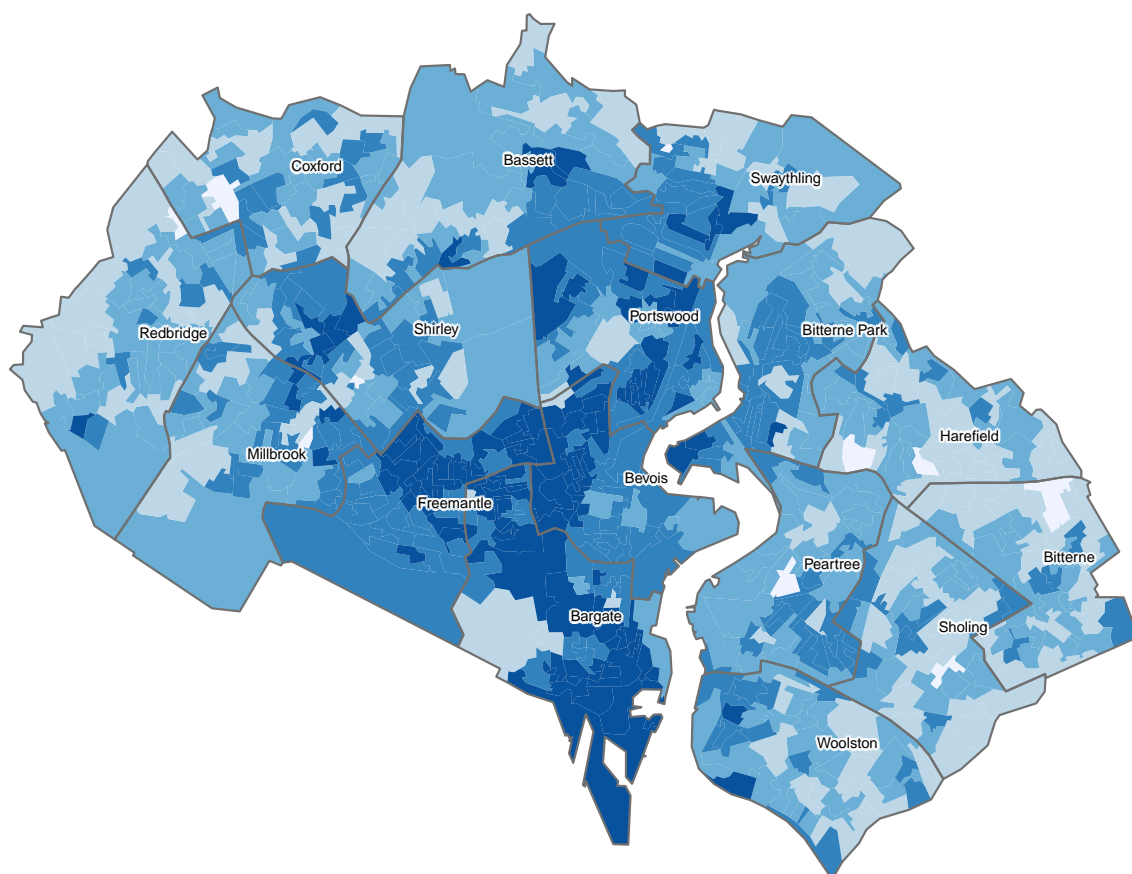 Bassett
Coxford
Swaythling
Portswood
Shirley
Bitterne Park
Redbridge
Harefield
Millbrook
Bevois
Freemantle
Bitterne
Peartree
Bargate
Sholing
Woolston